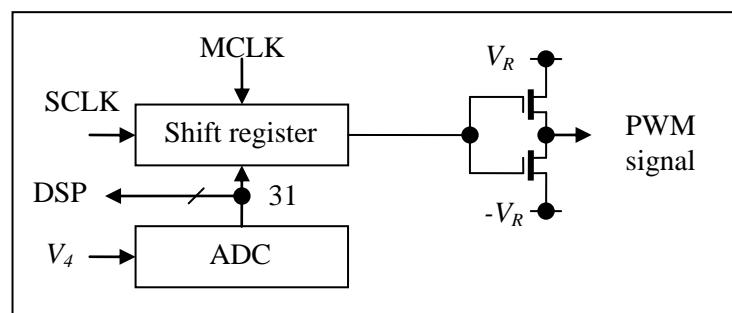 MCLK
V_R
SCLK
Shift register
PWM
signal
DSP
31
-V_R
V_4
ADC